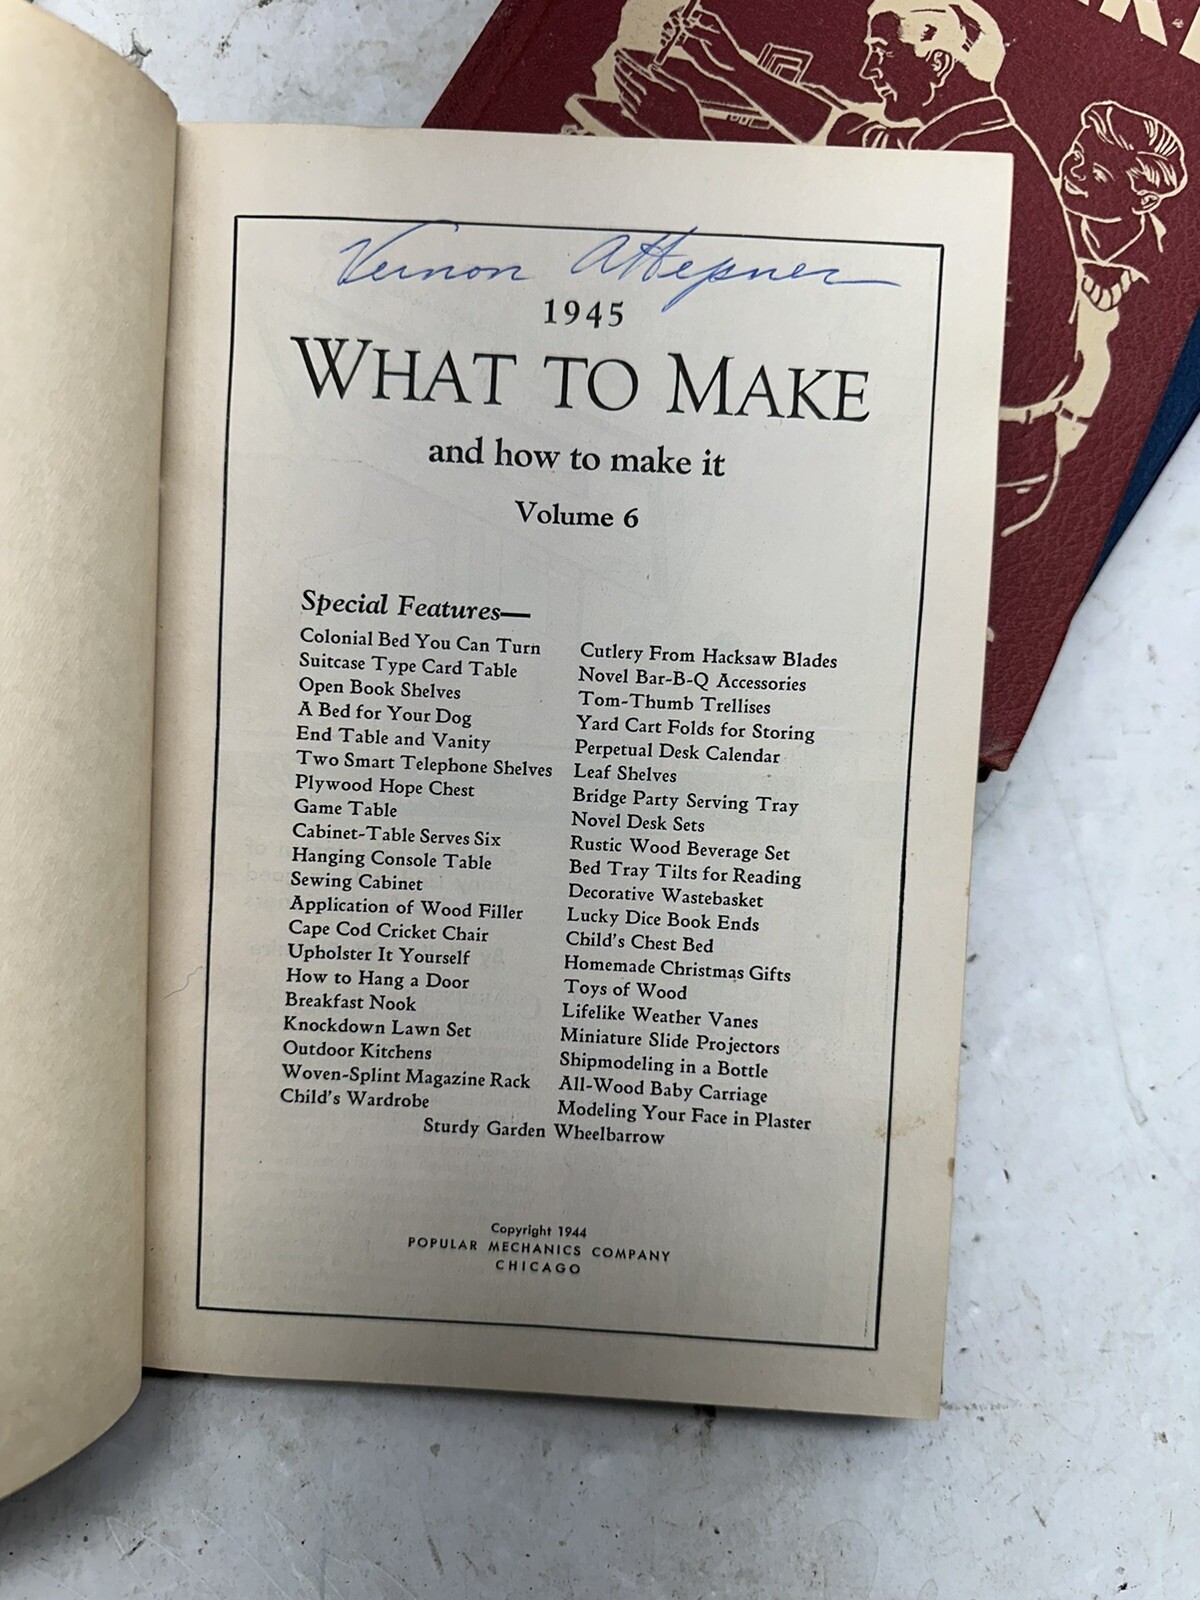 Vernon A Hepner
1945
WHAT TO MAKE
and how to make it
Volume 6
Special Features—
Colonial Bed You Can Turn
Suitcase Type Card Table
Open Book Shelves
A Bed for Your Dog
End Table and Vanity
Two Smart Telephone Shelves
Plywood Hope Chest
Game Table
Cabinet-Table Serves Six
Hanging Console Table
Sewing Cabinet
Application of Wood Filler
Cape Cod Cricket Chair
Upholster It Yourself
How to Hang a Door
Breakfast Nook
Knockdown Lawn Set
Outdoor Kitchens
Woven-Splint Magazine Rack
Child's Wardrobe
Cutlery From Hacksaw Blades
Novel Bar-B-Q Accessories
Tom-Thumb Trellises
Yard Cart Folds for Storing
Perpetual Desk Calendar
Leaf Shelves
Bridge Party Serving Tray
Novel Desk Sets
Rustic Wood Beverage Set
Bed Tray Tilts for Reading
Decorative Wastebasket
Lucky Dice Book Ends
Child's Chest Bed
Homemade Christmas Gifts
Toys of Wood
Lifelike Weather Vanes
Miniature Slide Projectors
Shipmodeling in a Bottle
All-Wood Baby Carriage
Modeling Your Face in Plaster
Sturdy Garden Wheelbarrow
Copyright 1944
POPULAR MECHANICS COMPANY
CHICAGO